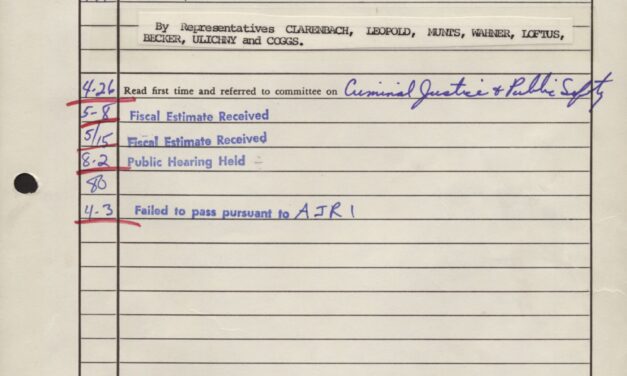 By Representatives CLARENBACH, LEOPOLD, MUNTS, WAHNER, LOFTUS,
BECKER, ULICHNY and COGGS.
4-26 Read first time and referred to committee on Criminal Justice & Public Safty
5-8 Fiscal Estimate Received
5/15 Fiscal Estimate Received
8-2 Public Hearing Held
80
4-3 Failed to pass pursuant to AJR 1